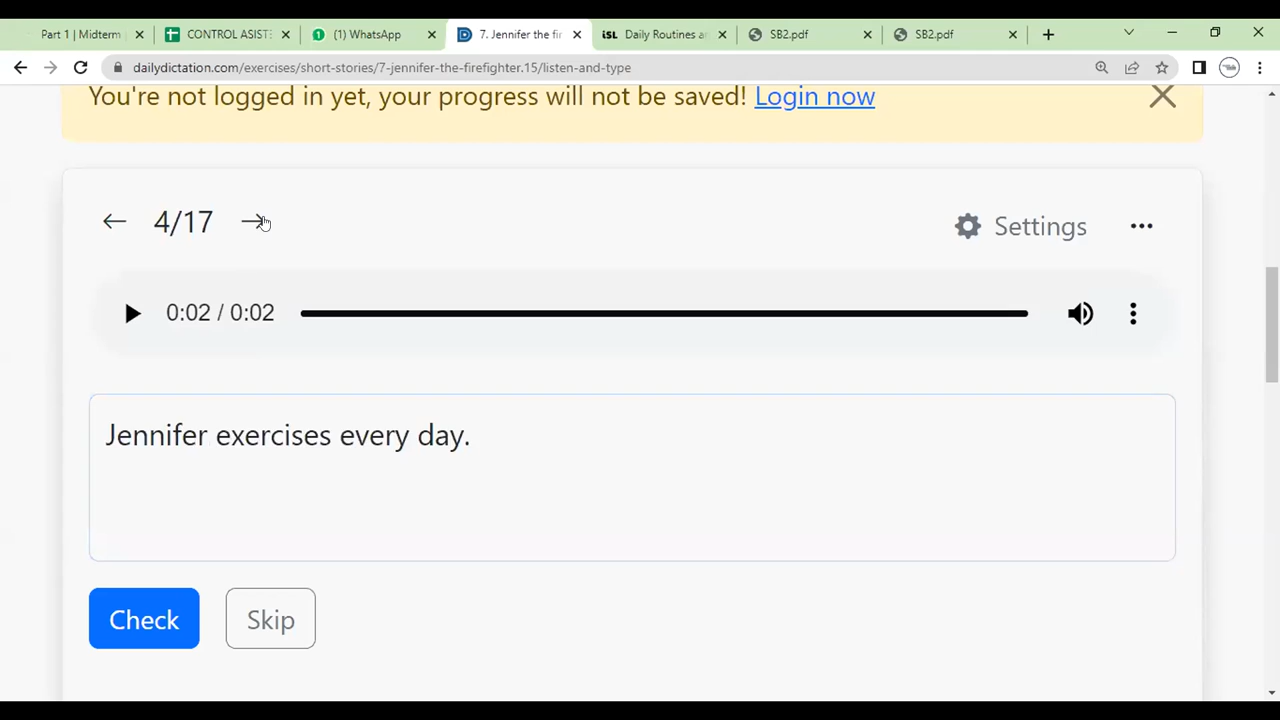 Part 1 | Midterm
CONTROL ASISTE
(1) WhatsApp
7. Jennifer the fi
iSL Daily Routines a
SB2.pdf
SB2.pdf
dailydictation.com/exercises/short-stories/7-jennifer-the-firefighter.15/listen-and-type
You're not logged in yet, your progress will not be saved! Login now
4/17
Settings
0:02 / 0:02
Jennifer exercises every day.
Check
Skip